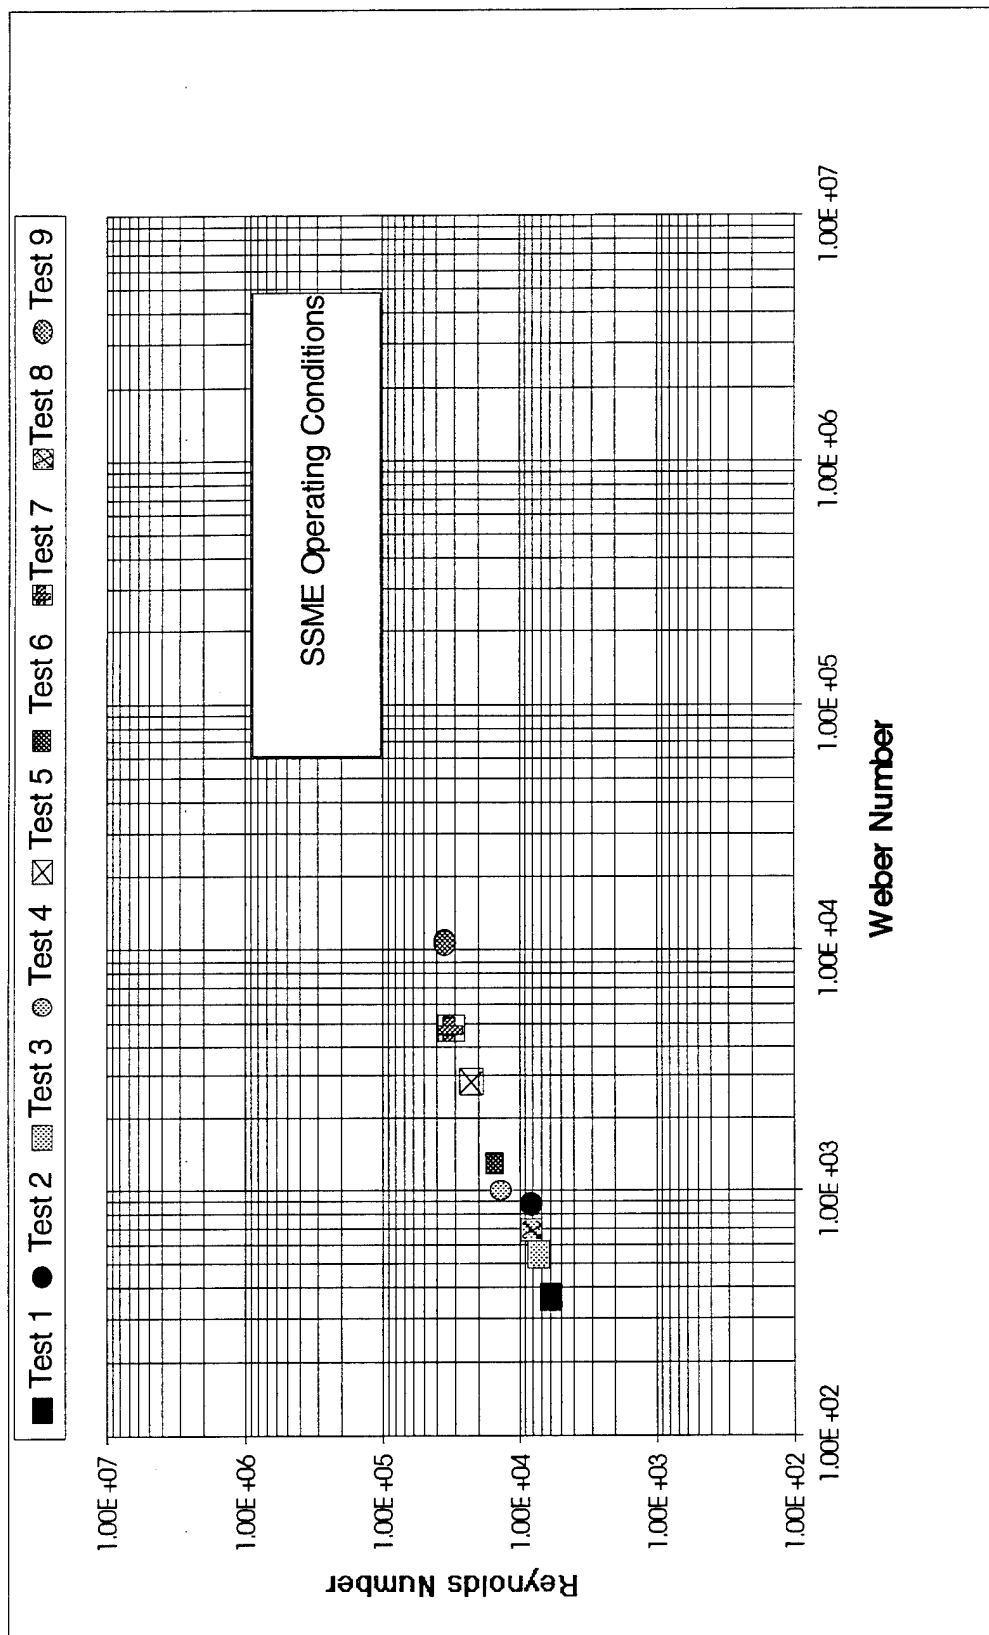 Test 1 Test 2 Test 3 Test 4 Test 5 Test 6 Test 7 Test 8 Test 9
1.00E +07
1.00E +06
1.00E +05
1.00E +04
1.00E +03
1.00E +02
Reynolds Number
SSME Operating Conditions
1.00E +02 1.00E +03 1.00E +04 1.00E +05 1.00E +06 1.00E +07
Weber Number